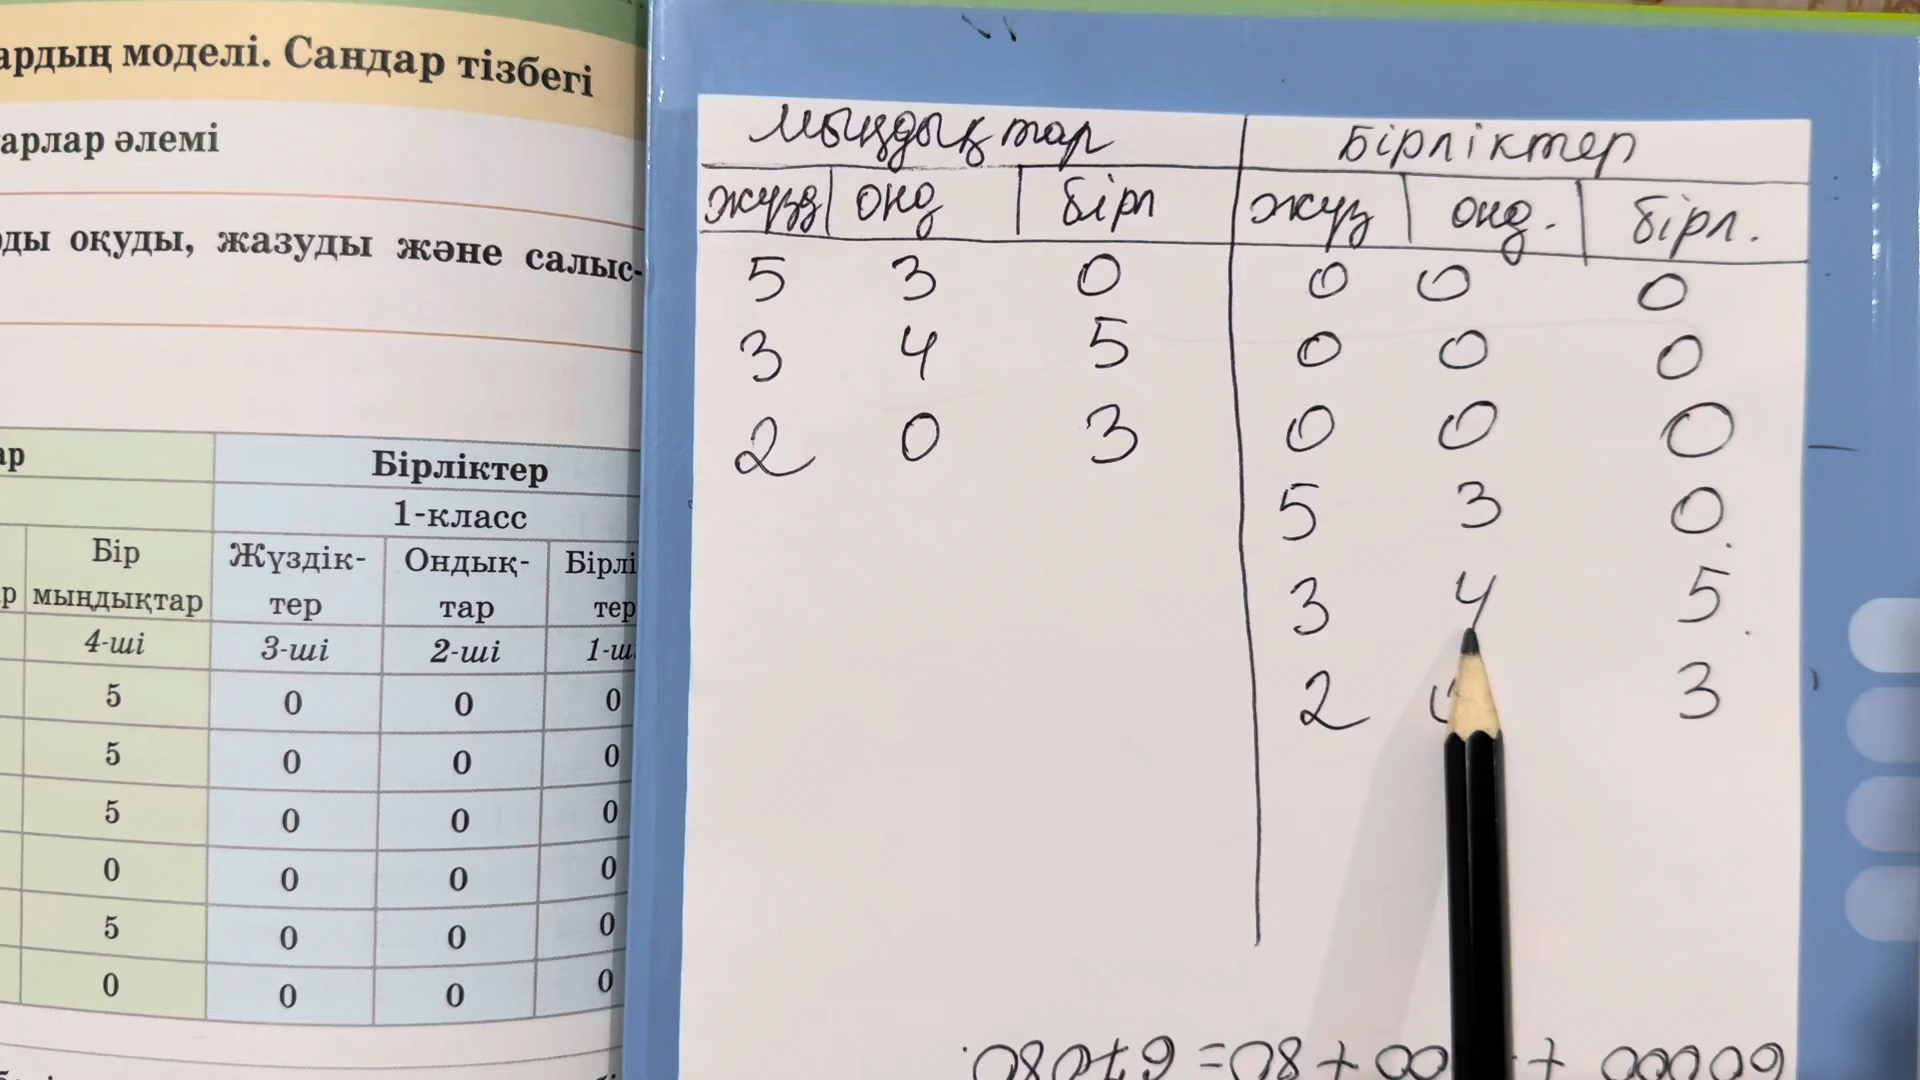 ардың моделі. Сандар тізбегі
арлар әлемі
ды оқуды, жазуды және салыс-
ар
Бірліктер
1-класс
Бір мыңдықтар
Жүздік-тер
Ондық-тар
Бірлі тер
4-ші 3-ші 2-ші 1-ш
5 0 0 0
5 0 0 0
5 0 0 0
0 0 0 0
5 0 0 0
0 0 0 0
Мыңдықтар Бірліктер
жүзд онд бірл жүз онд. бірл.
5 3 0 0 0 0
3 4 5 0 0 0
2 0 3 0 0 0
5 3 0
3 4 5
2 0 3